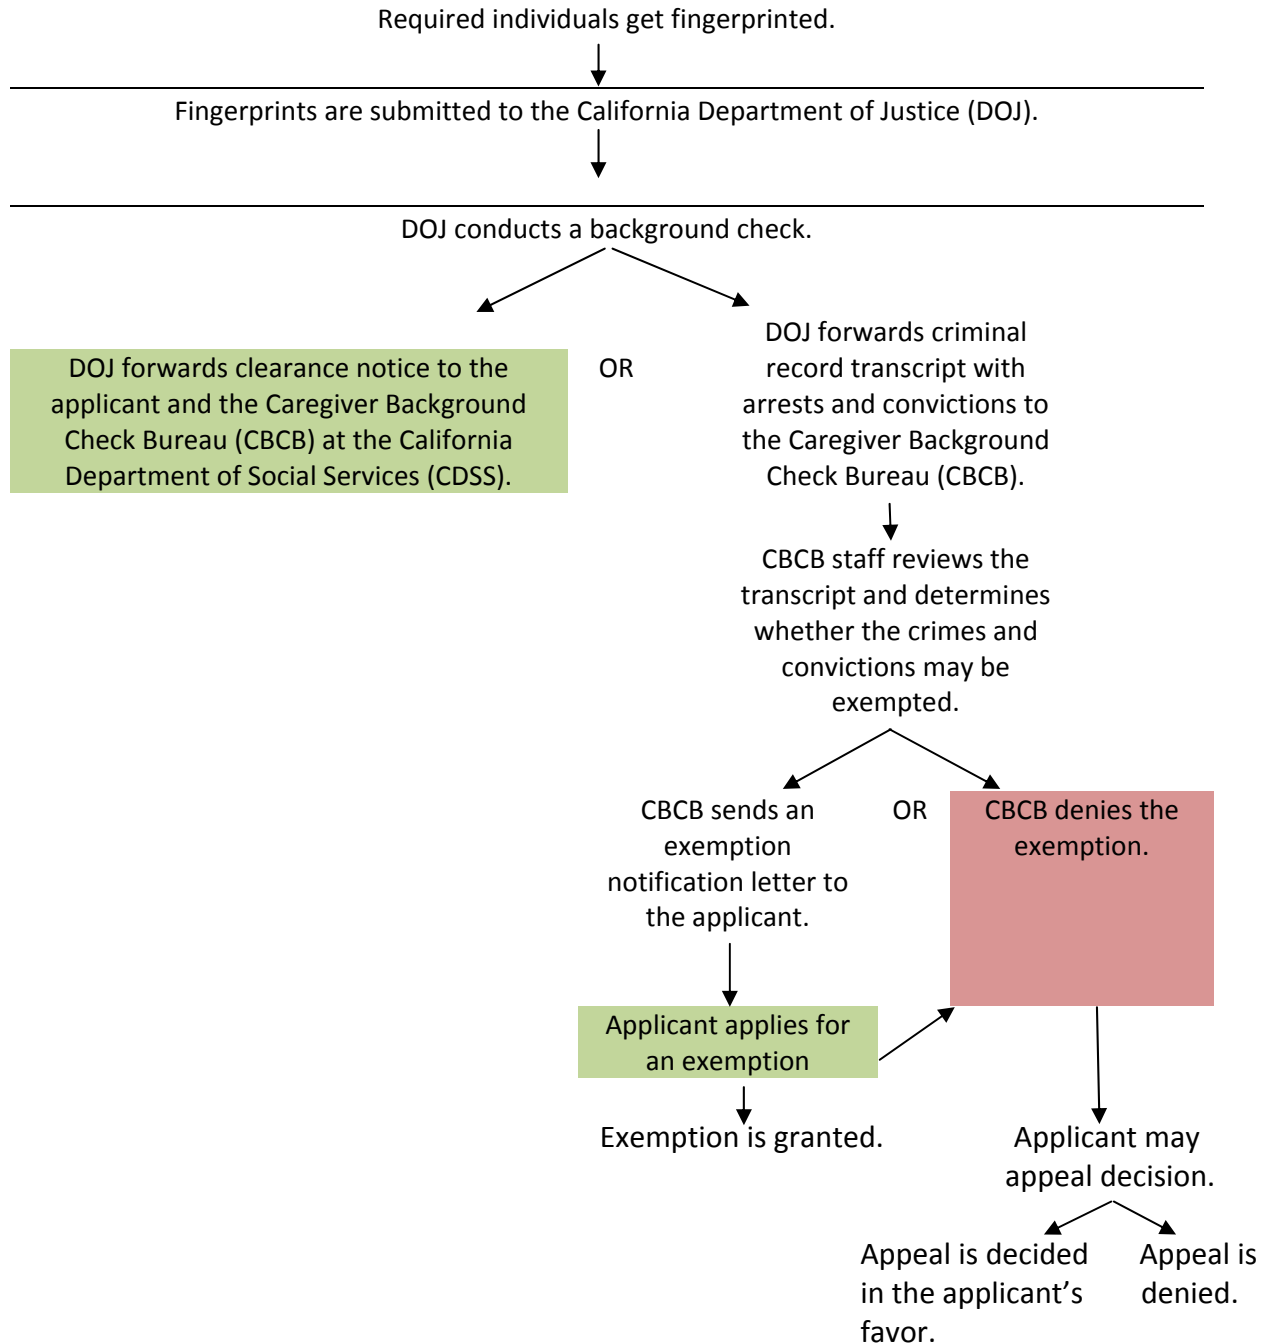 Required individuals get fingerprinted.
Fingerprints are submitted to the California Department of Justice (DOJ).
DOJ conducts a background check.
DOJ forwards clearance notice to the
applicant and the Caregiver Background
Check Bureau (CBCB) at the California
Department of Social Services (CDSS).
OR
DOJ forwards criminal
record transcript with
arrests and convictions to
the Caregiver Background
Check Bureau (CBCB).
CBCB staff reviews the
transcript and determines
whether the crimes and
convictions may be
exempted.
CBCB sends an
exemption
notification letter to
the applicant.
OR
CBCB denies the
exemption.
Applicant applies for
an exemption
Exemption is granted.
Applicant may
appeal decision.
Appeal is decided
in the applicant’s
favor.
Appeal is
denied.